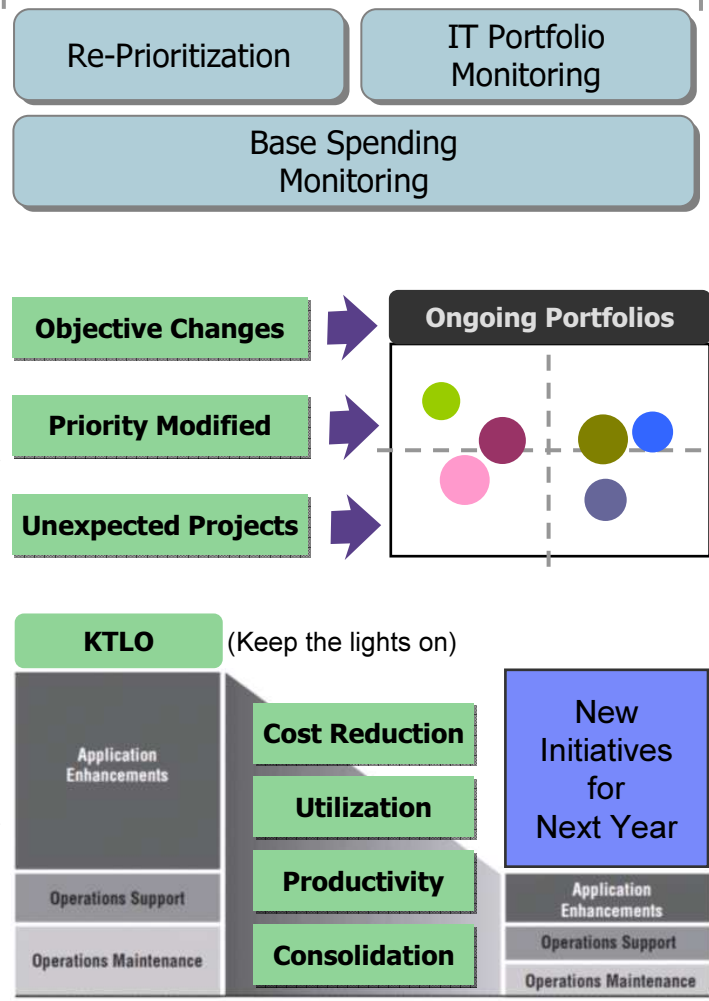 Re-Prioritization
IT Portfolio
Monitoring
Base Spending
Monitoring
Objective Changes
Ongoing Portfolios
Priority Modified
Unexpected Projects
KTLO (Keep the lights on)
Application
Enhancements
Operations Support
Operations Maintenance
Cost Reduction
Utilization
Productivity
Consolidation
New
Initiatives
for
Next Year
Application
Enhancements
Operations Support
Operations Maintenance